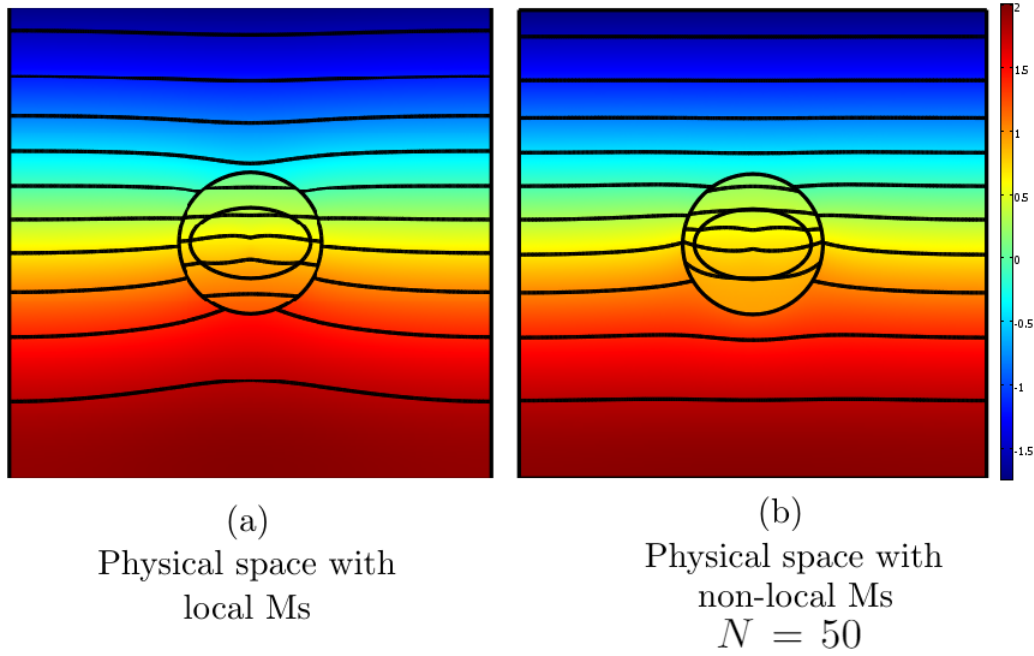 2
1.5
1
0.5
0
-0.5
-1
-1.5
(a)
Physical space with
local Ms
(b)
Physical space with
non-local Ms
N = 50